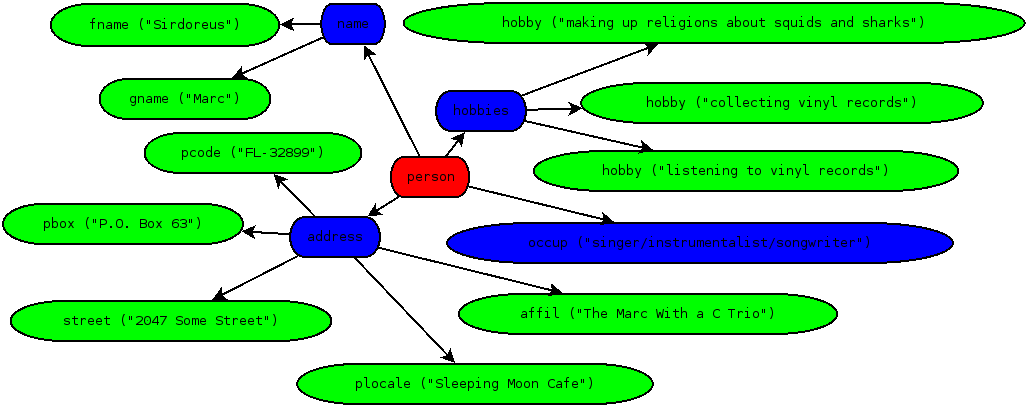 fname ("Sirdoreus")
name
hobby ("making up religions about squids and sharks")
gname ("Marc")
hobbies
hobby ("collecting vinyl records")
pcode ("FL-32899")
person
hobby ("listening to vinyl records")
pbox ("P.O. Box 63")
address
occup ("singer/instrumentalist/songwriter")
street ("2047 Some Street")
affil ("The Marc With a C Trio")
plocale ("Sleeping Moon Cafe")